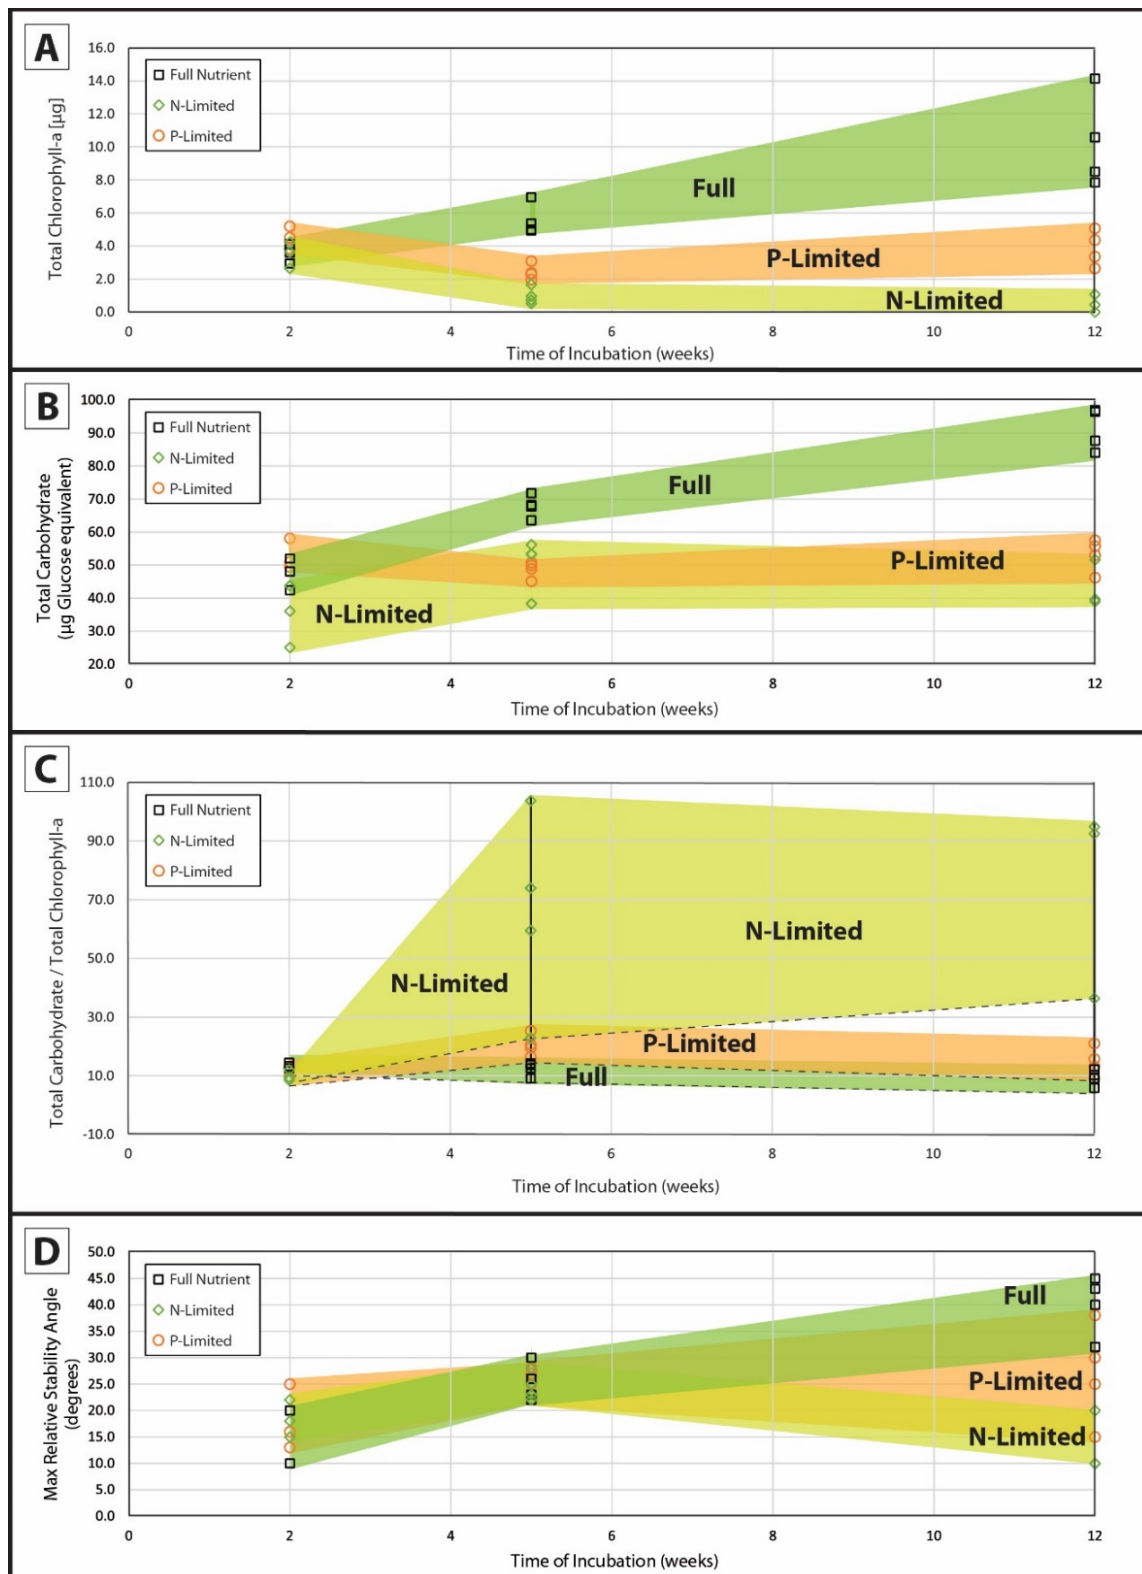 A
Total Chlorophyll-a [µg]
16.0
14.0
12.0
10.0
8.0
6.0
4.0
2.0
0.0
Full Nutrient
N-Limited
P-Limited
Full
P-Limited
N-Limited
0 2 4 6 8 10 12
Time of Incubation (weeks)
B
Total Carbohydrate
(µg Glucose equivalent)
100.0
90.0
80.0
70.0
60.0
50.0
40.0
30.0
20.0
Full Nutrient
N-Limited
P-Limited
Full
P-Limited
N-Limited
0 2 4 6 8 10 12
Time of Incubation (weeks)
C
Total Carbohydrate / Total Chlorophyll-a
110.0
90.0
70.0
50.0
30.0
10.0
-10.0
Full Nutrient
N-Limited
P-Limited
N-Limited
N-Limited
P-Limited
Full
0 2 4 6 8 10 12
Time of Incubation (weeks)
D
Max Relative Stability Angle
(degrees)
50.0
45.0
40.0
35.0
30.0
25.0
20.0
15.0
10.0
5.0
0.0
Full Nutrient
N-Limited
P-Limited
Full
P-Limited
N-Limited
0 2 4 6 8 10 12
Time of Incubation (weeks)